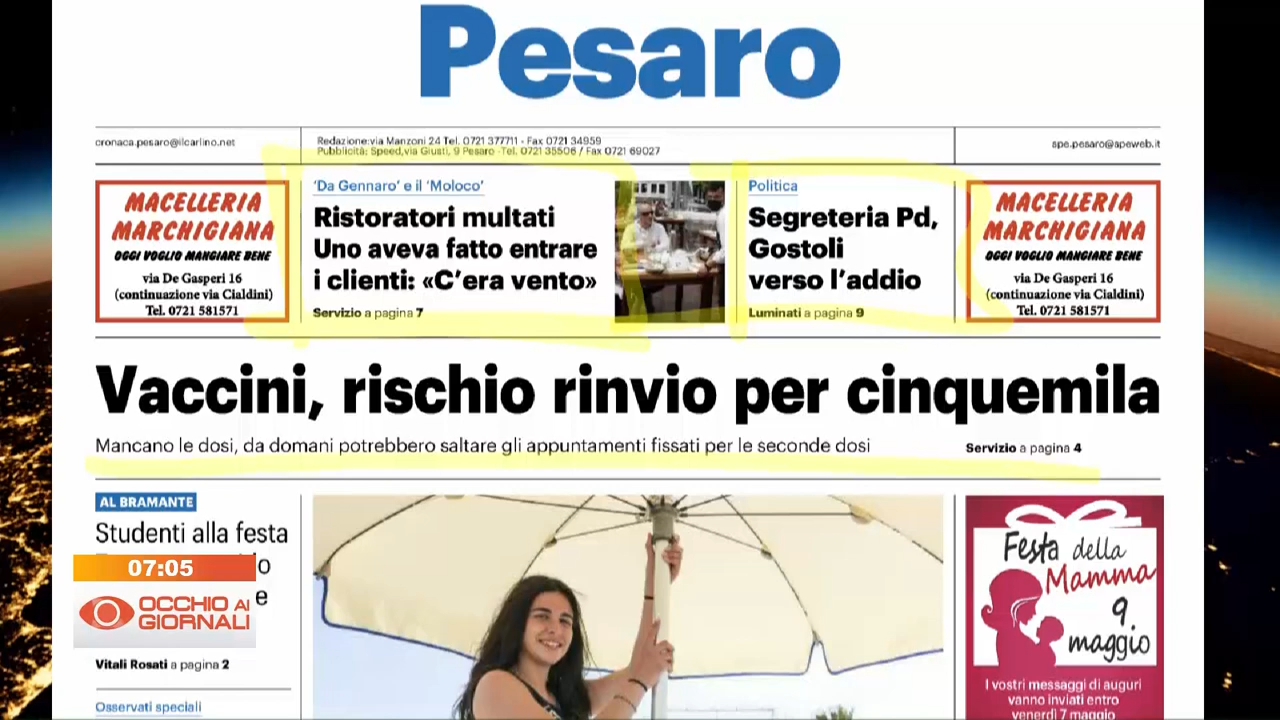 Pesaro
cronaca.pesaro@ilcarlino.net
Redazione:via Manzoni 24 Tel. 0721 377711 - Fax 0721 34959
Pubblicità: Speed,via Giusti, 9 Pesaro -Tel. 0721 35506 / Fax 0721 69027
spe.pesaro@speweb.it
MACELLERIA
MARCHIGIANA
OGGI VOGLIO MANGIARE BENE
via De Gasperi 16
(continuazione via Cialdini)
Tel. 0721 581571
‘Da Gennaro’ e il ‘Moloco’
Ristoratori multati
Uno aveva fatto entrare
i clienti: «C’era vento»
Servizio a pagina 7
Politica
Segreteria Pd,
Gostoli
verso l’addio
Luminati a pagina 9
MACELLERIA
MARCHIGIANA
OGGI VOGLIO MANGIARE BENE
via De Gasperi 16
(continuazione via Cialdini)
Tel. 0721 581571
Vaccini, rischio rinvio per cinquemila
Mancano le dosi, da domani potrebbero saltare gli appuntamenti fissati per le seconde dosi
Servizio a pagina 4
AL BRAMANTE
Studenti alla festa
07:05
OCCHIO AI
GIORNALI
Vitali Rosati a pagina 2
Osservati speciali
Festa della
Mamma
9
maggio
I vostri messaggi di auguri
vanno inviati entro
venerdì 7 maggio